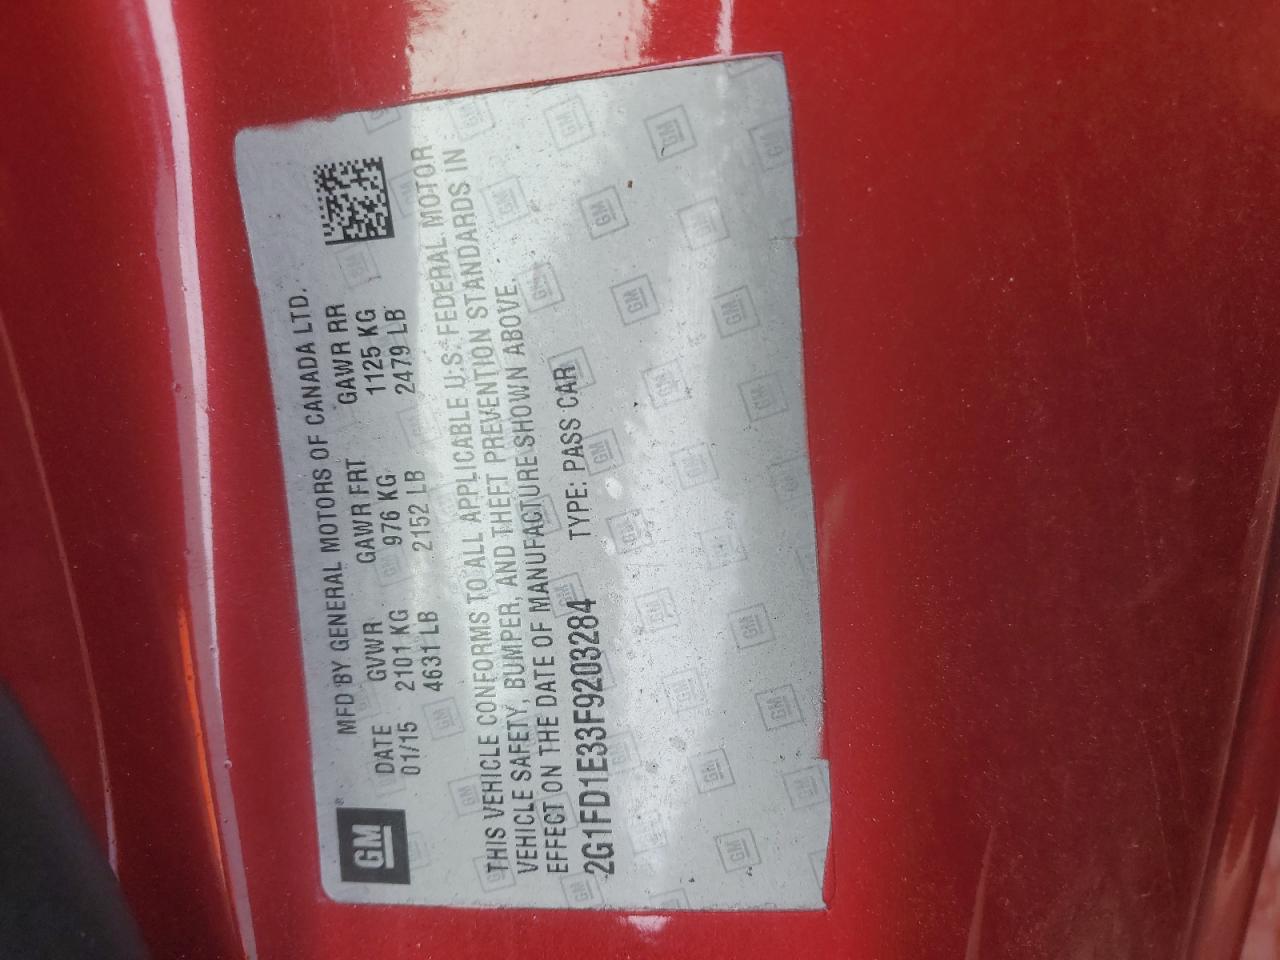 GM
MFD BY GENERAL MOTORS OF CANADA LTD.
DATE GVWR GAWR FRT GAWR RR
01/15 2101 KG 976 KG 1125 KG
4631 LB 2152 LB 2479 LB
THIS VEHICLE CONFORMS TO ALL APPLICABLE U.S. FEDERAL MOTOR
VEHICLE SAFETY, BUMPER, AND THEFT PREVENTION STANDARDS IN
EFFECT ON THE DATE OF MANUFACTURE SHOWN ABOVE.
2G1FD1E33F9203284 TYPE: PASS CAR